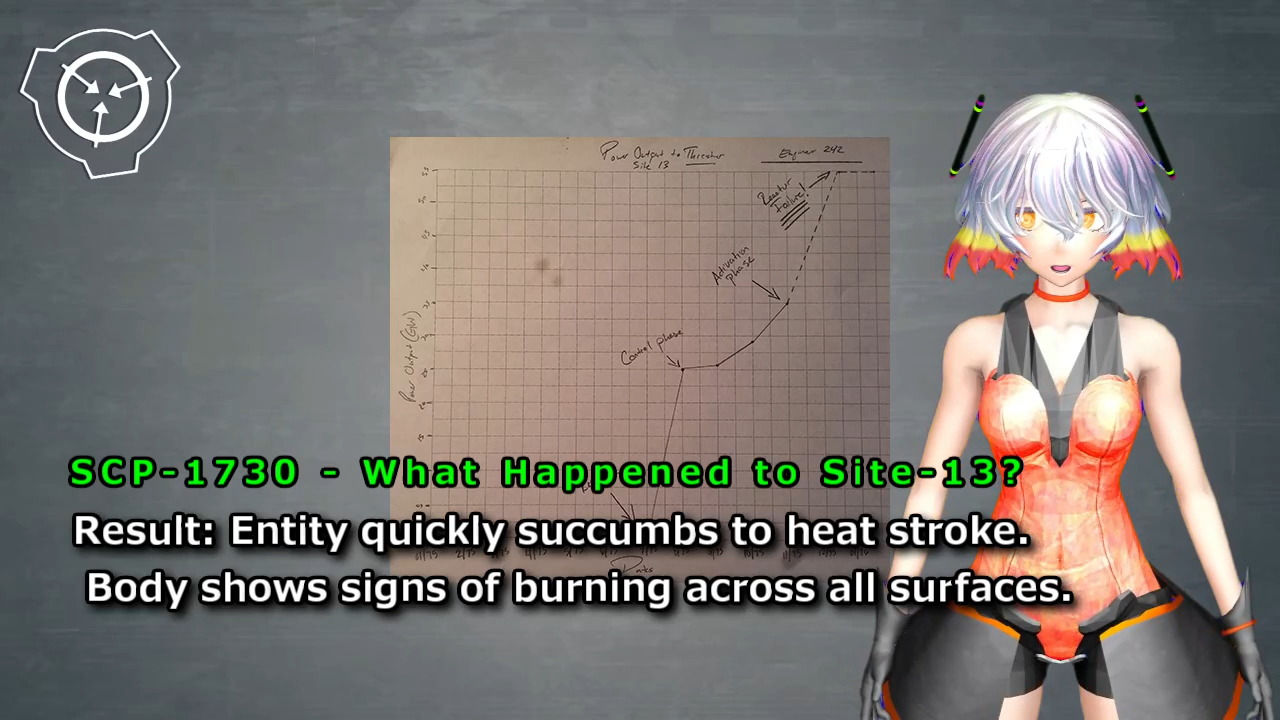 Power Output to Thresher
Site 13
Engineer 242
Reactor
Failure!
Activation
Phase
Control phase
Power Output (GW)
SCP-1730 - What Happened to Site-13?
Result: Entity quickly succumbs to heat stroke.
Body shows signs of burning across all surfaces.